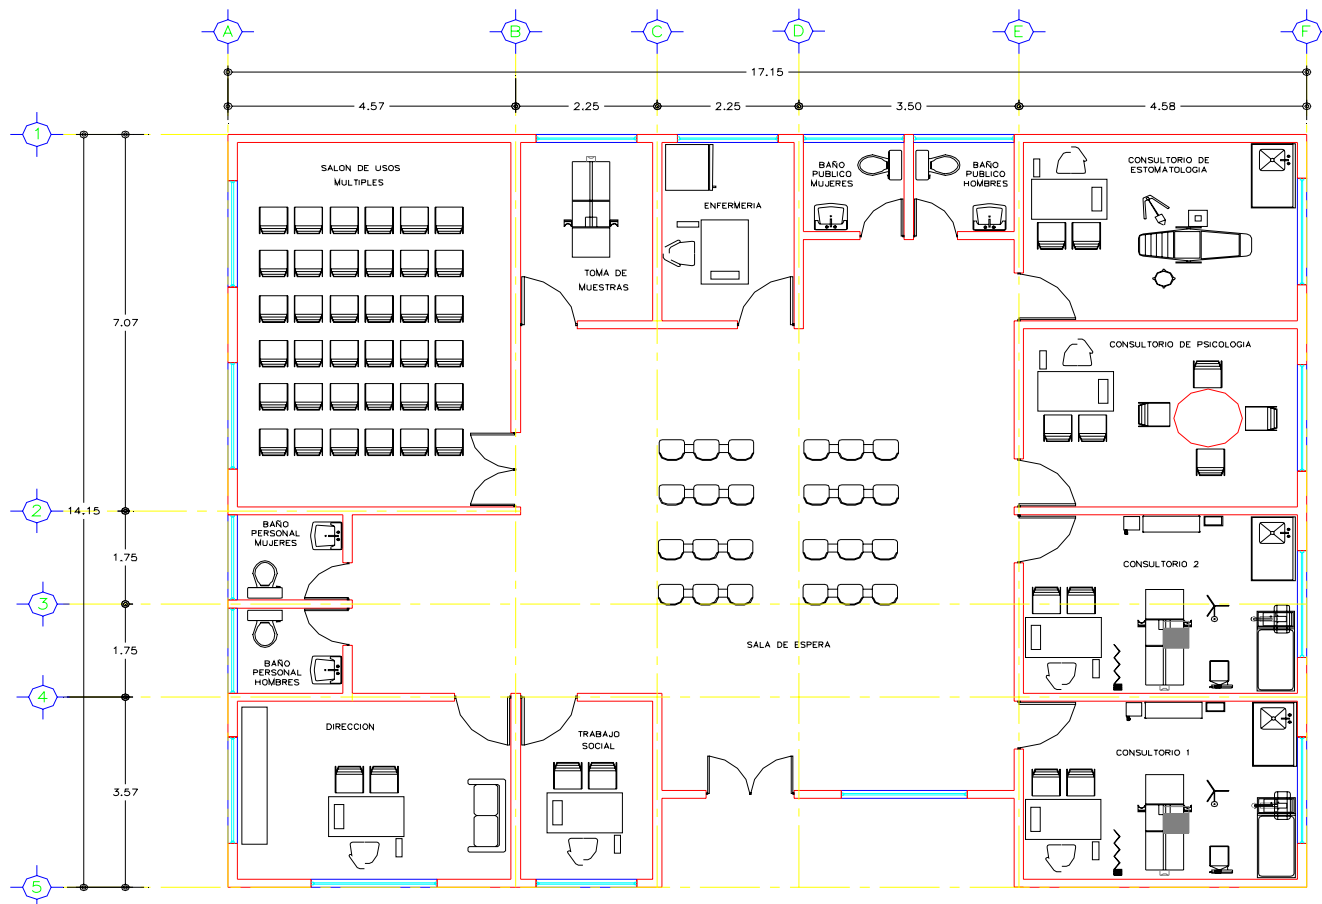 A B C D E F
17.15
4.57 2.25 2.25 3.50 4.58
1
SALON DE USOS
MULTIPLES
BAÑO
PUBLICO
MUJERES
BAÑO
PUBLICO
HOMBRES
CONSULTORIO DE
ESTOMATOLOGIA
ENFERMERIA
TOMA DE
MUESTRAS
7.07
CONSULTORIO DE PSICOLOGIA
2
14.15
BAÑO
PERSONAL
MUJERES
1.75
CONSULTORIO 2
3
SALA DE ESPERA
1.75
BAÑO
PERSONAL
HOMBRES
4
DIRECCION
TRABAJO
SOCIAL
CONSULTORIO 1
3.57
5